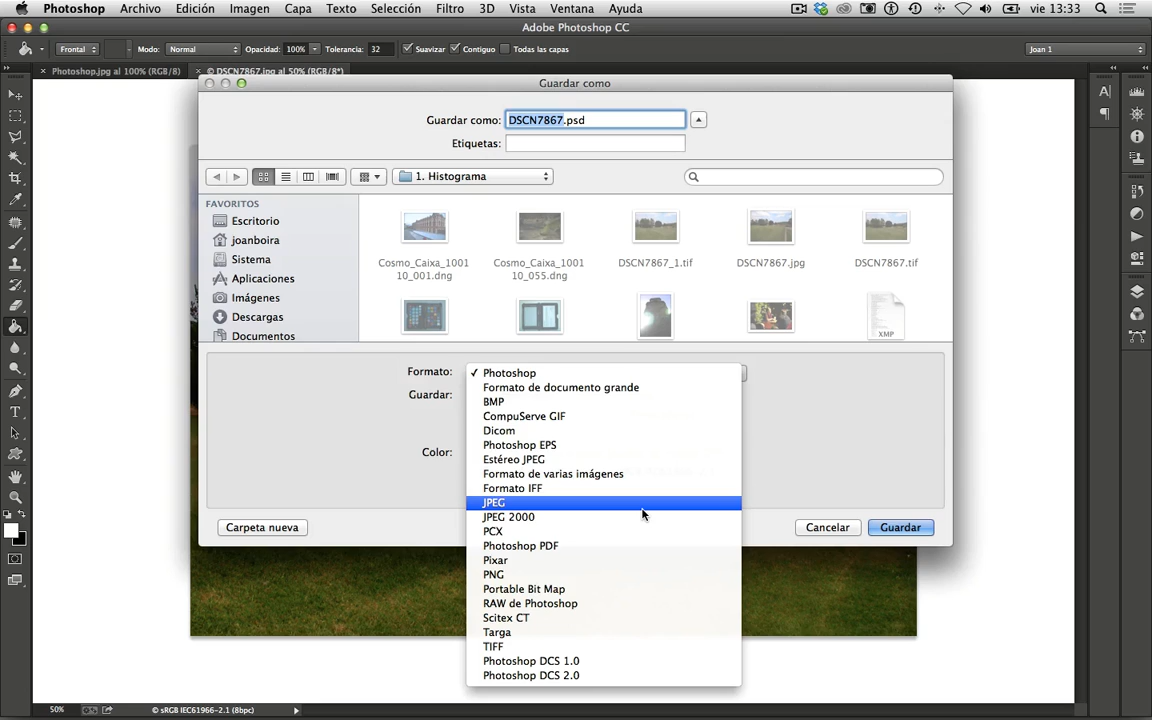 Photoshop Archivo Edición Imagen Capa Texto Selección Filtro 3D Vista Ventana Ayuda vie 13:33
Adobe Photoshop CC
Frontal Modo: Normal Opacidad: 100% Tolerancia: 32 Suavizar Contiguo Todas las capas Joan 1
× Photoshop.jpg al 100% (RGB/8) × © DSCN7867.jpg al 50% (RGB/8*)
Guardar como
Guardar como: DSCN7867.psd
Etiquetas:
1. Histograma
FAVORITOS
Escritorio
joanboira
Sistema
Aplicaciones
Imágenes
Descargas
Documentos
Cosmo_Caixa_1001
10_001.dng
Cosmo_Caixa_1001
10_055.dng
DSCN7867_1.tif
DSCN7867.jpg
DSCN7867.tif
XMP
Formato:
Guardar:
Color:
✓ Photoshop
Formato de documento grande
BMP
CompuServe GIF
Dicom
Photoshop EPS
Estéreo JPEG
Formato de varias imágenes
Formato IFF
JPEG
JPEG 2000
PCX
Photoshop PDF
Pixar
PNG
Portable Bit Map
RAW de Photoshop
Scitex CT
Targa
TIFF
Photoshop DCS 1.0
Photoshop DCS 2.0
Carpeta nueva Cancelar Guardar
50% © sRGB IEC61966-2.1 (8bpc)